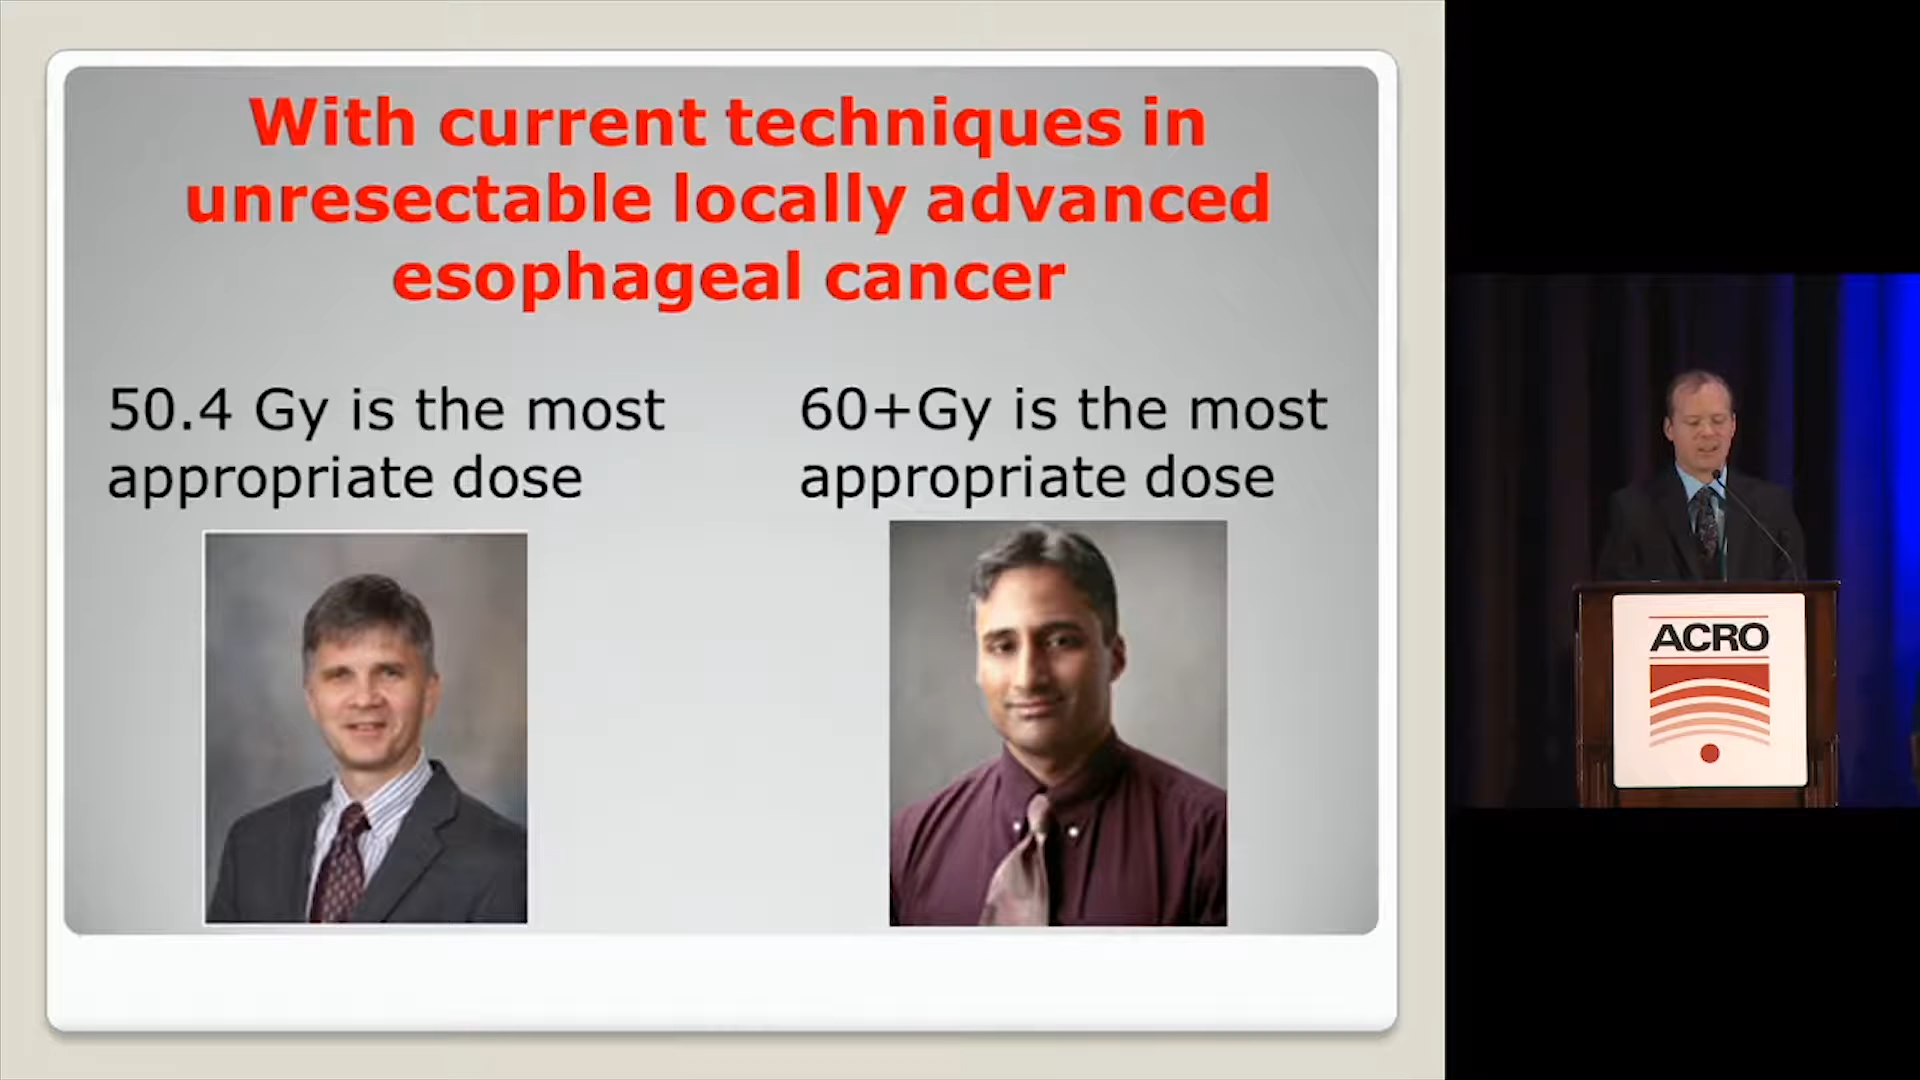 With current techniques in
unresectable locally advanced
esophageal cancer
50.4 Gy is the most
appropriate dose
60+Gy is the most
appropriate dose
ACRO